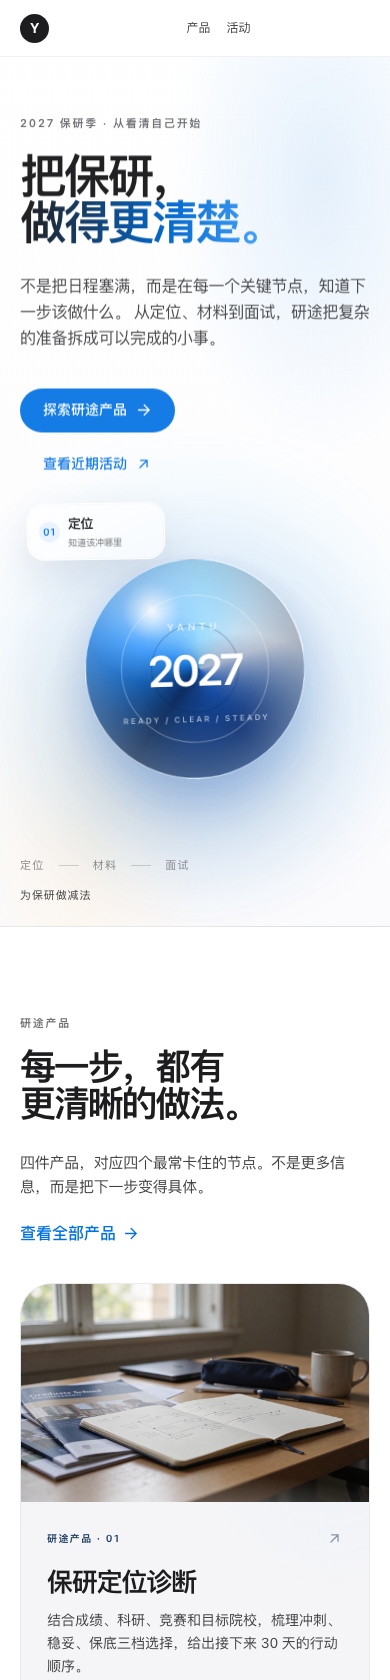 Y
产品 活动
2027 保研季 · 从看清自己开始
把保研，
做得更清楚。
不是把日程塞满，而是在每一个关键节点，知道下
一步该做什么。 从定位、材料到面试，研途把复杂
的准备拆成可以完成的小事。
探索研途产品
查看近期活动
01 定位
知道该冲哪里
YANTU
2027
READY / CLEAR / STEADY
定位 材料 面试
为保研做减法
研途产品
每一步，都有
更清晰的做法。
四件产品，对应四个最常卡住的节点。不是更多信
息，而是把下一步变得具体。
查看全部产品
Graduate School
研途产品 · 01
保研定位诊断
结合成绩、科研、竞赛和目标院校，梳理冲刺、
稳妥、保底三档选择，给出接下来 30 天的行动
顺序。